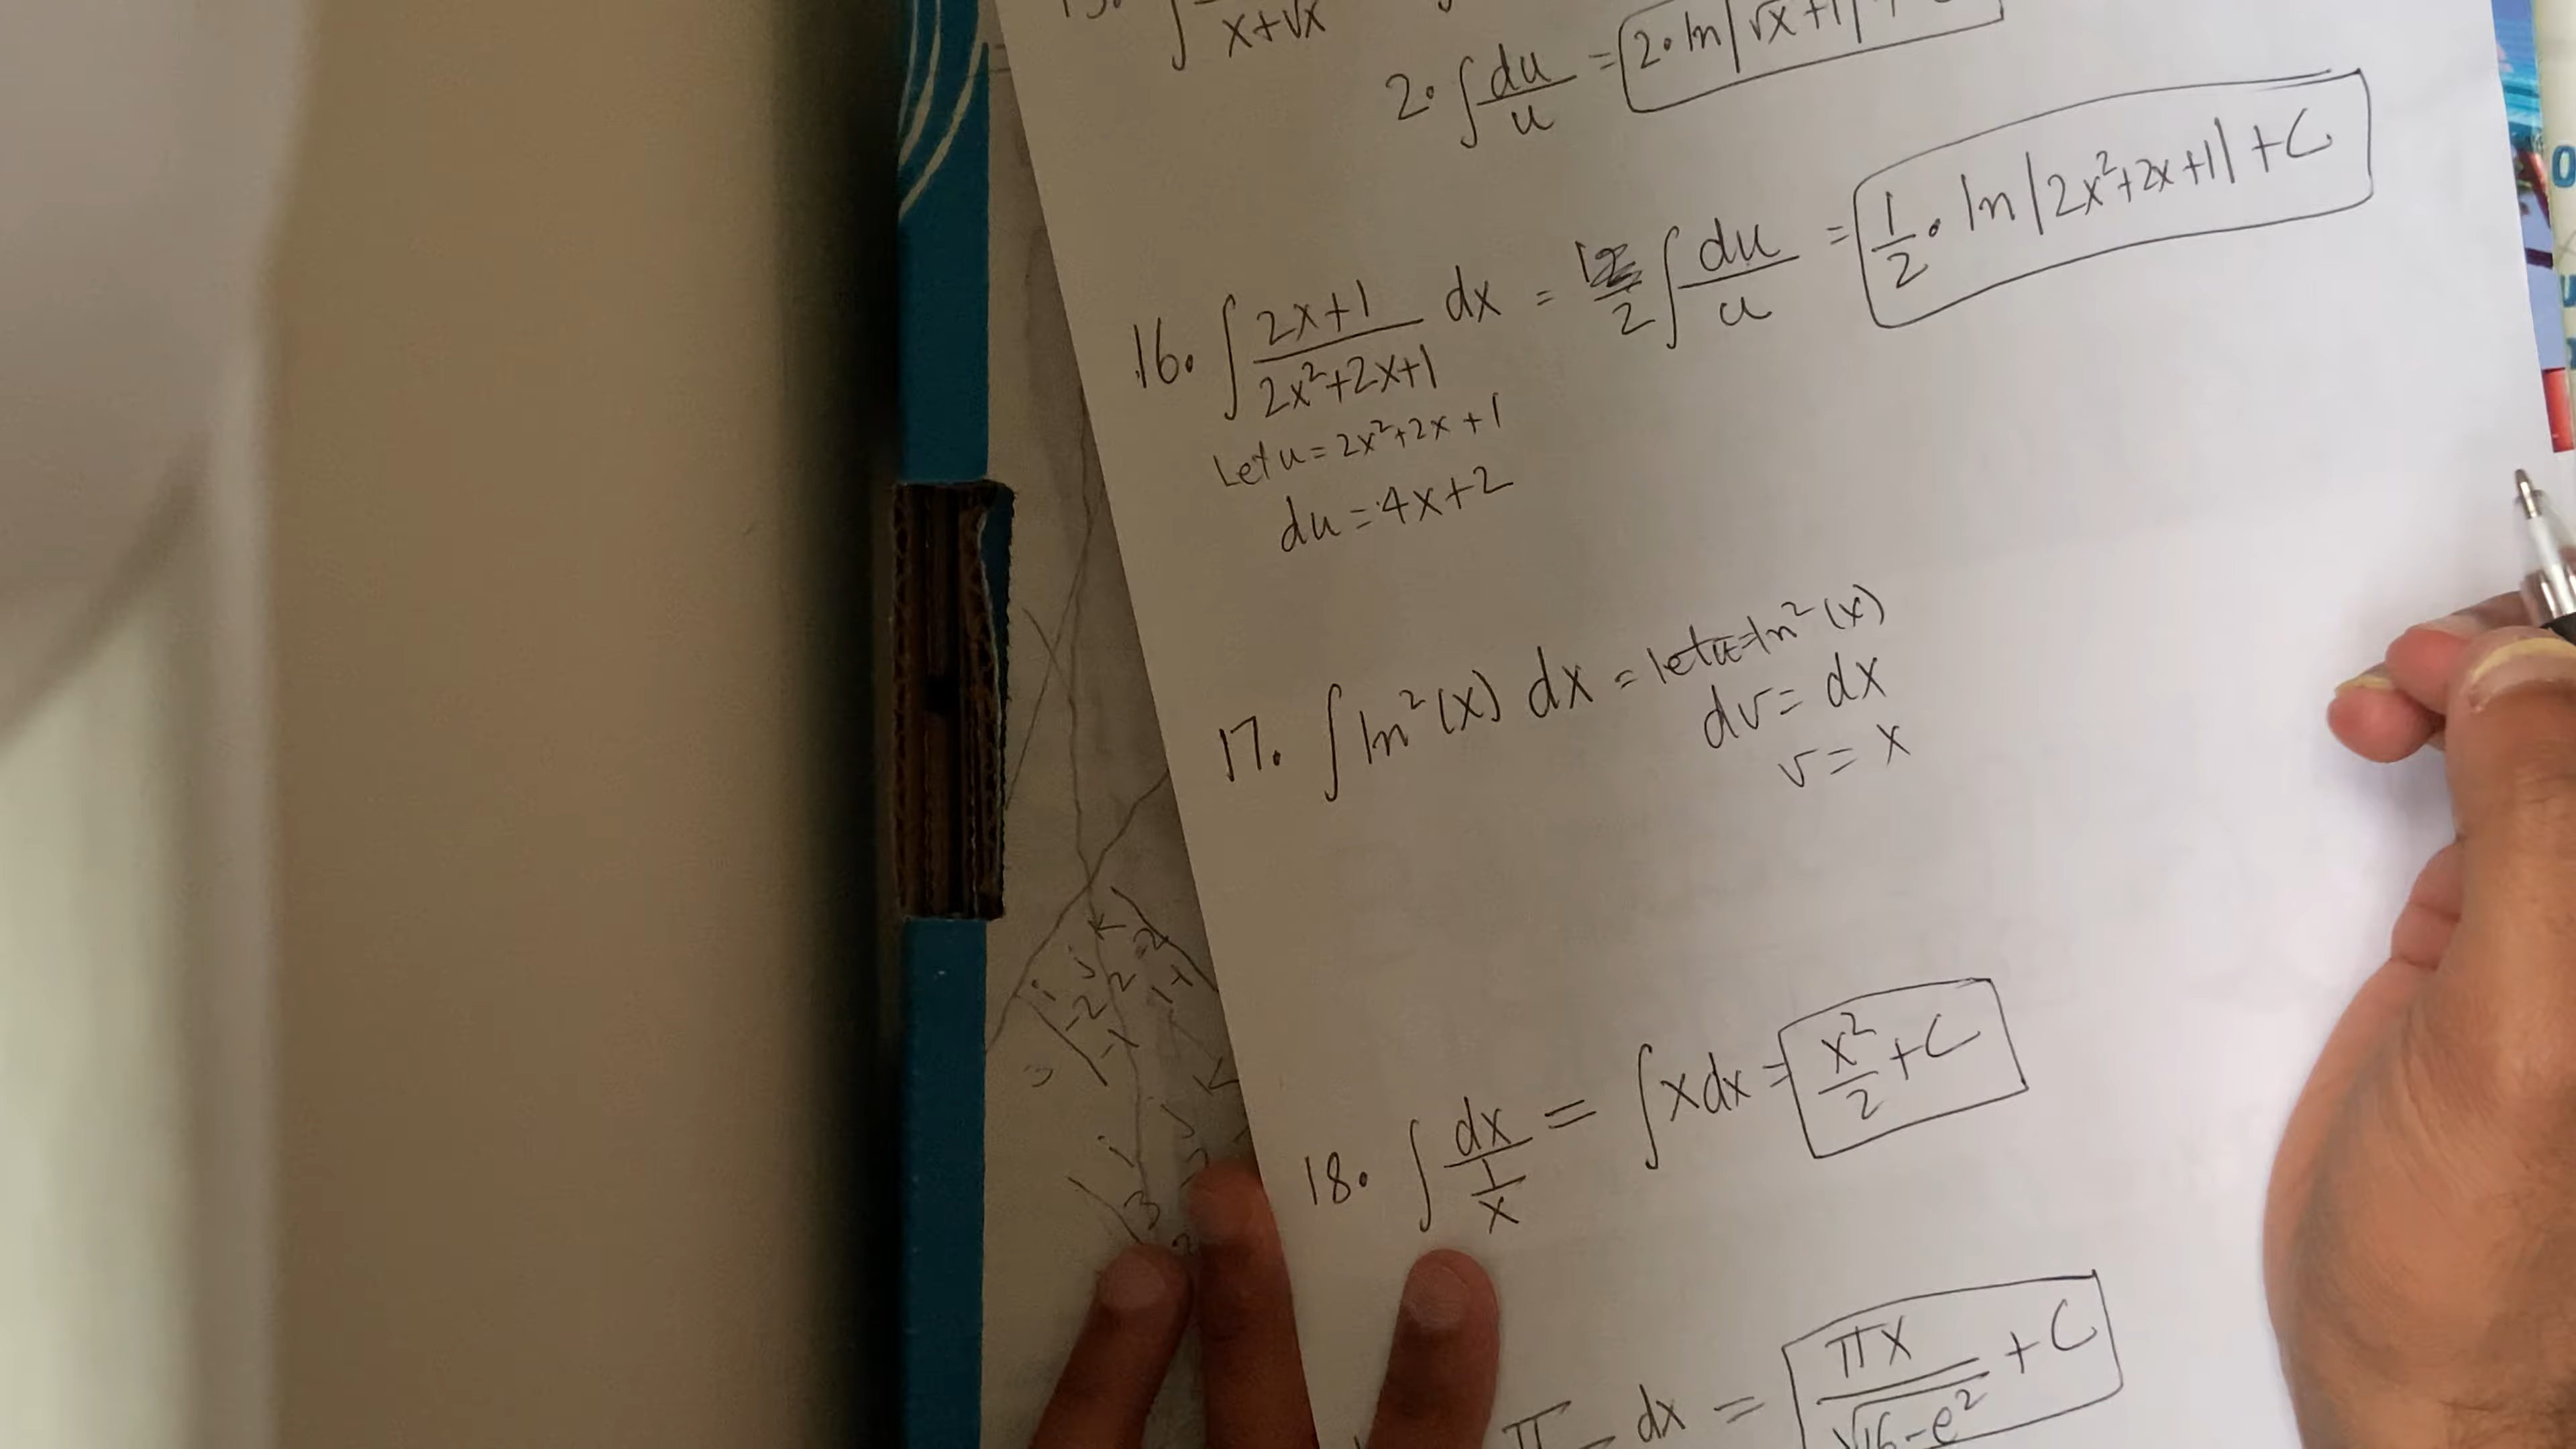 ∫ / x+√x
2· ∫ du/u = 2· ln|√x+1|
16. ∫ (2x+1)/(2x²+2x+1) dx = 1/2 ∫ du/u = 1/2 · ln|2x²+2x+1| + C
Let u = 2x²+2x+1
du = 4x+2
17. ∫ ln²(x) dx = let u = ln²(x)
dv = dx
v = x
18. ∫ dx/(1/x) = ∫ x dx = x²/2 + C
π dx = πx/√(16-e²) + C